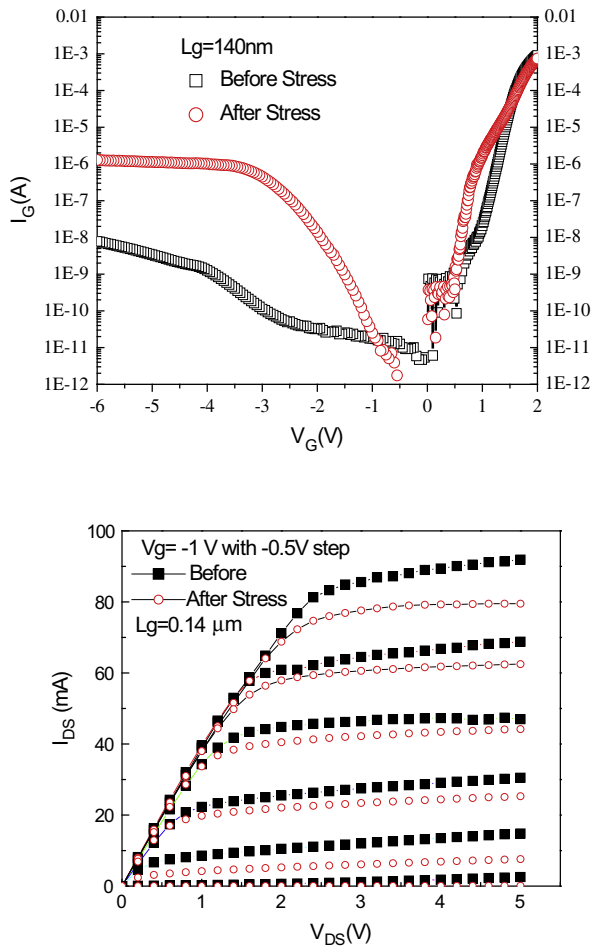 0.01 0.01
Lg=140nm
1E-3 1E-3
Before Stress
1E-4 1E-4
After Stress
1E-5 1E-5
1E-6 1E-6
1E-7 1E-7
1E-8 1E-8
1E-9 1E-9
1E-10 1E-10
1E-11 1E-11
1E-12 1E-12
I_G(A)
-6 -5 -4 -3 -2 -1 0 1 2
V_G(V)
100
Vg= -1 V with -0.5V step
Before
80
After Stress
Lg=0.14 μm
60
40
20
0
I_DS (mA)
0 1 2 3 4 5
V_DS(V)